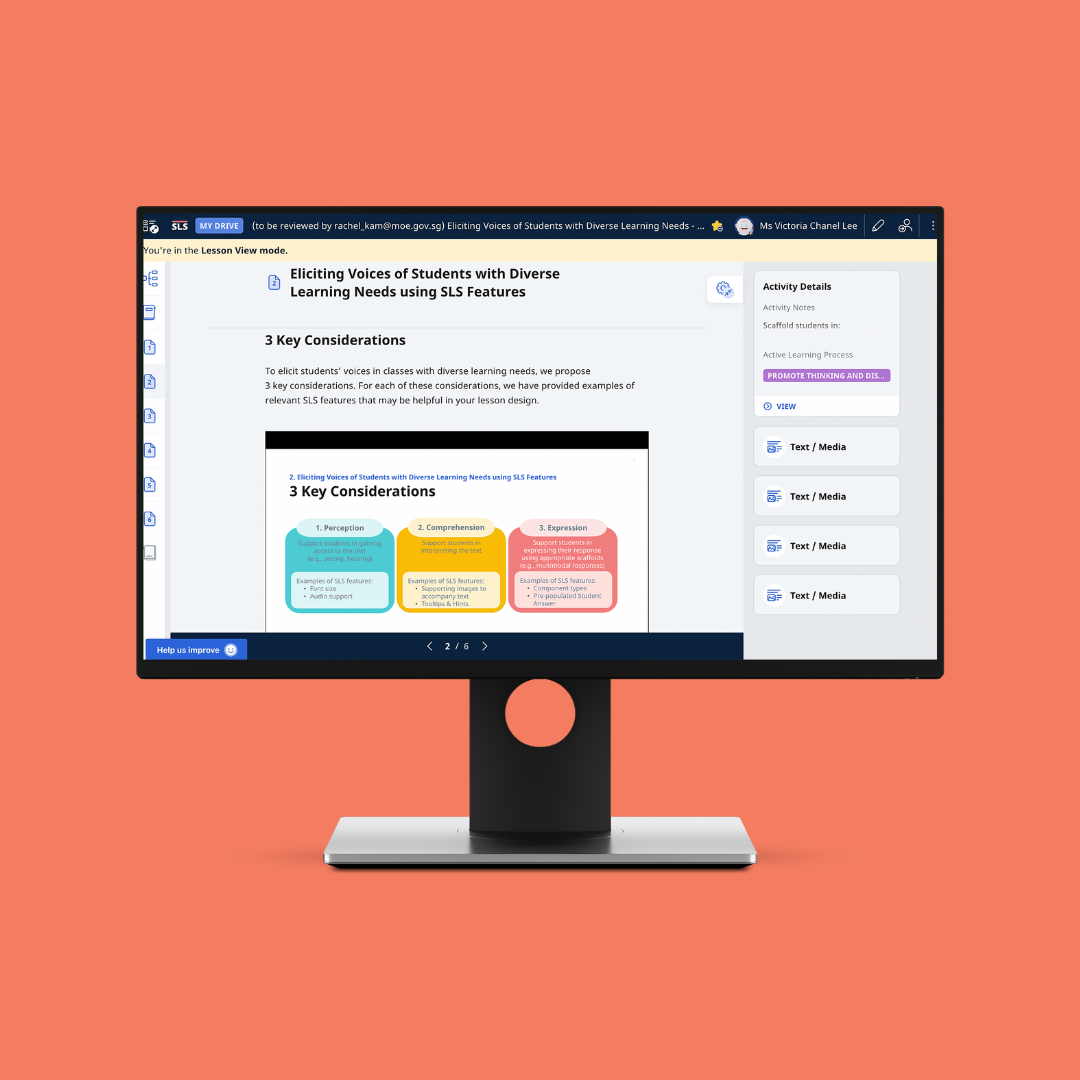 SLS
MY DRIVE
(to be reviewed by rachel_kam@moe.gov.sg) Eliciting Voices of Students with Diverse Learning Needs - ...
Ms Victoria Chanel Lee
You're in the Lesson View mode.
2
Eliciting Voices of Students with Diverse
Learning Needs using SLS Features
3 Key Considerations
To elicit students' voices in classes with diverse learning needs, we propose
3 key considerations. For each of these considerations, we have provided examples of
relevant SLS features that may be helpful in your lesson design.
2. Eliciting Voices of Students with Diverse Learning Needs using SLS Features
3 Key Considerations
1. Perception
Support students in gaining
access to the text
(e.g., seeing, hearing)
Examples of SLS features:
• Font size
• Audio support
2. Comprehension
Support students in
interpreting the text
Examples of SLS features:
• Supporting images to
accompany text
• Tooltips & Hints
3. Expression
Support students in
expressing their response
using appropriate scaffolds
(e.g., multimodal responses)
Examples of SLS features:
• Component types
• Pre-populated Student
Answer
1
2
3
4
5
6
Help us improve
2 / 6
Activity Details
Activity Notes
Scaffold students in:
Active Learning Process
PROMOTE THINKING AND DIS...
VIEW
Text / Media
Text / Media
Text / Media
Text / Media